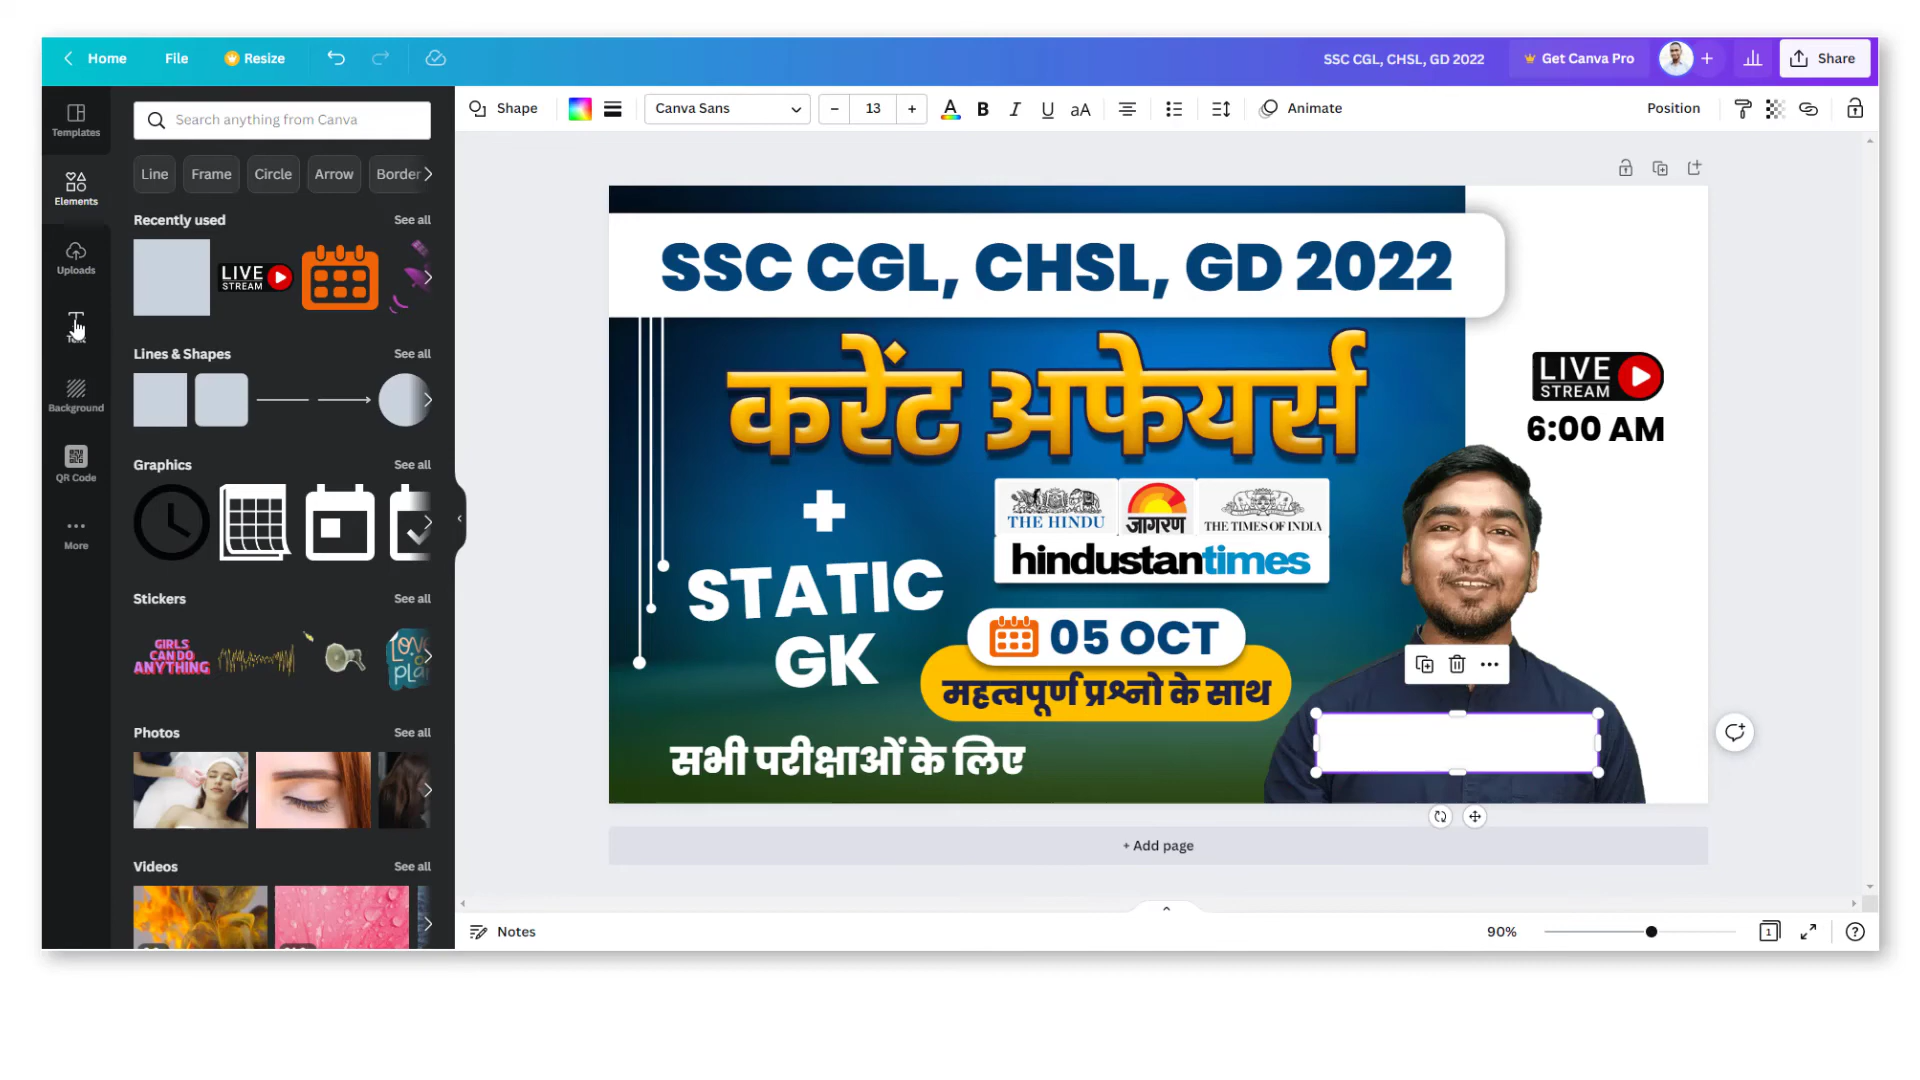 Home File Resize
SSC CGL, CHSL, GD 2022 Get Canva Pro Share
Templates
Elements
Uploads
Background
QR Code
More
Search anything from Canva
Line Frame Circle Arrow Border
Recently used See all
LIVE
STREAM
Lines & Shapes See all
Graphics See all
Stickers See all
GIRLS
CAN DO
ANYTHING
Photos See all
Videos See all
Shape Canva Sans 13 A B I U aA Animate Position
SSC CGL, CHSL, GD 2022
करेंट अफेयर्स
LIVE
STREAM
6:00 AM
+
THE HINDU जागरण THE TIMES OF INDIA
hindustantimes
STATIC
GK
05 OCT
महत्वपूर्ण प्रश्नो के साथ
सभी परीक्षाओं के लिए
+ Add page
Notes 90% 1